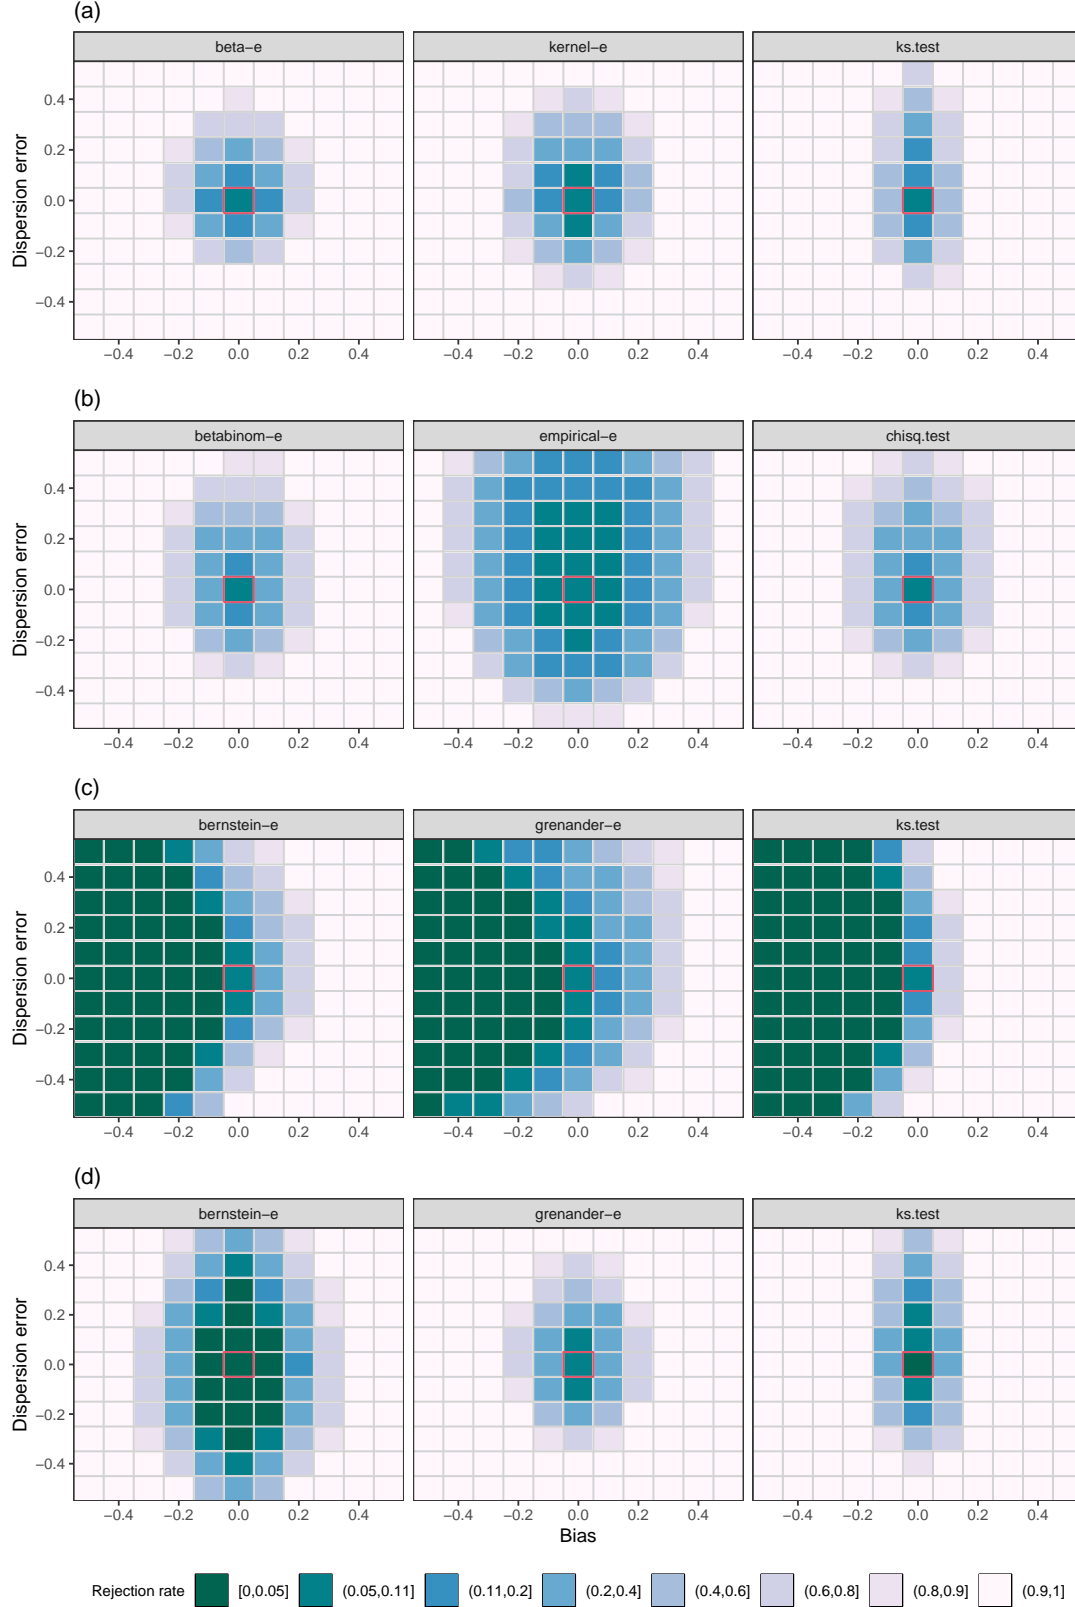 (a)
beta−e kernel−e ks.test
Dispersion error
0.4
0.2
0.0
−0.2
−0.4
−0.4 −0.2 0.0 0.2 0.4 −0.4 −0.2 0.0 0.2 0.4 −0.4 −0.2 0.0 0.2 0.4
(b)
betabinom−e empirical−e chisq.test
Dispersion error
0.4
0.2
0.0
−0.2
−0.4
−0.4 −0.2 0.0 0.2 0.4 −0.4 −0.2 0.0 0.2 0.4 −0.4 −0.2 0.0 0.2 0.4
(c)
bernstein−e grenander−e ks.test
Dispersion error
0.4
0.2
0.0
−0.2
−0.4
−0.4 −0.2 0.0 0.2 0.4 −0.4 −0.2 0.0 0.2 0.4 −0.4 −0.2 0.0 0.2 0.4
(d)
bernstein−e grenander−e ks.test
Dispersion error
0.4
0.2
0.0
−0.2
−0.4
−0.4 −0.2 0.0 0.2 0.4 −0.4 −0.2 0.0 0.2 0.4 −0.4 −0.2 0.0 0.2 0.4
Bias
Rejection rate [0,0.05] (0.05,0.11] (0.11,0.2] (0.2,0.4] (0.4,0.6] (0.6,0.8] (0.8,0.9] (0.9,1]